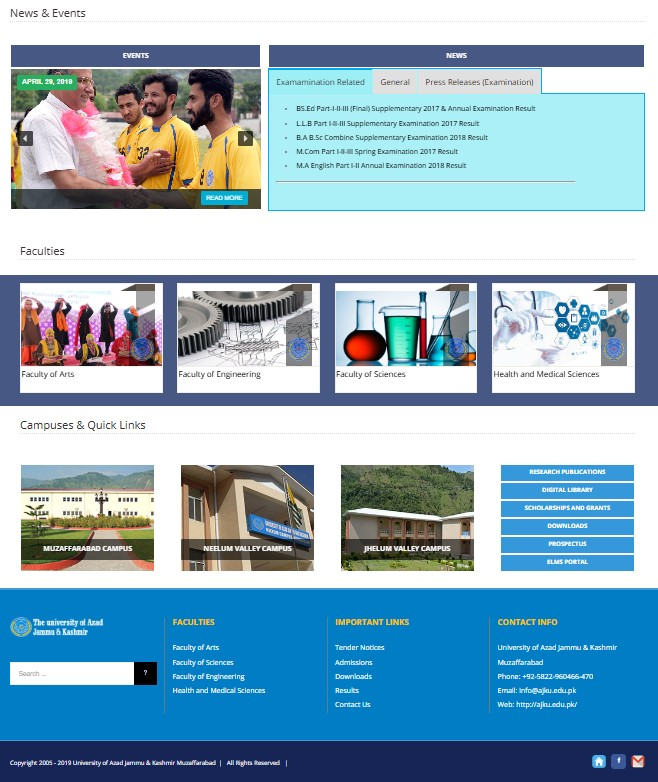 News & Events
EVENTS
NEWS
APRIL 29, 2019
READ MORE
Examamination Related
General
Press Releases (Examination)
BS.Ed Part-I-II-III (Final) Supplementary 2017 & Annual Examination Result
L.L.B Part I-II-III Supplementary Examination 2017 Result
B.A B.Sc Combine Supplementary Examination 2018 Result
M.Com Part I-II-III Spring Examination 2017 Result
M.A English Part I-II Annual Examination 2018 Result
Faculties
Faculty of Arts
Faculty of Engineering
Faculty of Sciences
Health and Medical Sciences
Campuses & Quick Links
MUZAFFARABAD CAMPUS
NEELUM VALLEY CAMPUS
JHELUM VALLEY CAMPUS
RESEARCH PUBLICATIONS
DIGITAL LIBRARY
SCHOLARSHIPS AND GRANTS
DOWNLOADS
PROSPECTUS
ELMS PORTAL
The university of Azad
Jammu & Kashmir
Search ...
?
FACULTIES
Faculty of Arts
Faculty of Sciences
Faculty of Engineering
Health and Medical Sciences
IMPORTANT LINKS
Tender Notices
Admissions
Downloads
Results
Contact Us
CONTACT INFO
University of Azad Jammu & Kashmir
Muzaffarabad
Phone: +92-5822-960466-470
Email: info@ajku.edu.pk
Web: http://ajku.edu.pk/
Copyright 2005 - 2019 University of Azad Jammu & Kashmir Muzaffarabad | All Rights Reserved |
f